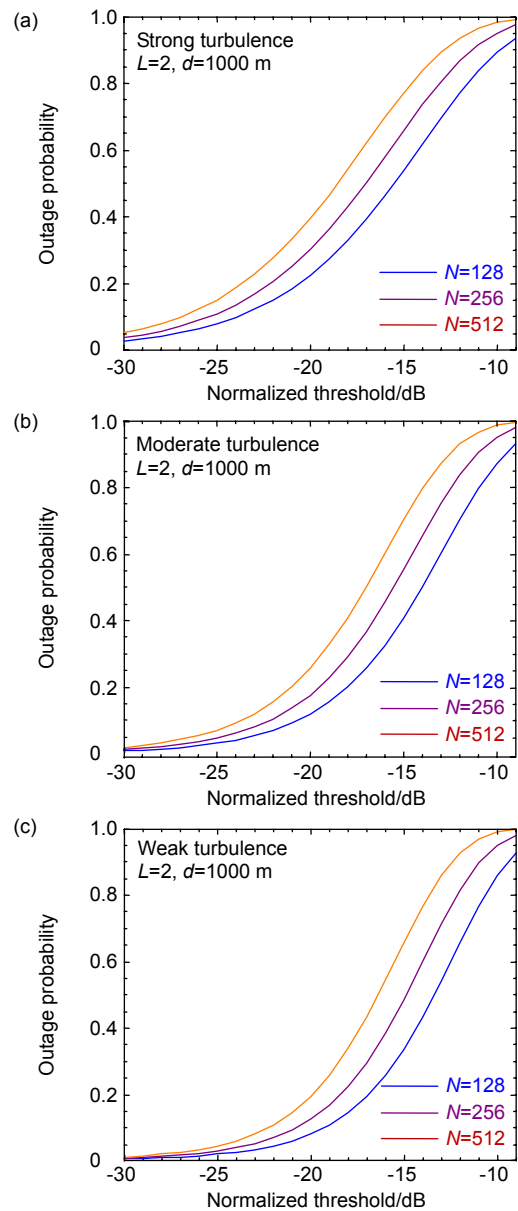 (a)
1.0
Strong turbulence
L=2, d=1000 m
0.8
0.6
Outage probability
0.4
0.2
N=128
N=256
N=512
0
-30 -25 -20 -15 -10
Normalized threshold/dB
(b)
1.0
Moderate turbulence
L=2, d=1000 m
0.8
0.6
Outage probability
0.4
0.2
N=128
N=256
N=512
0
-30 -25 -20 -15 -10
Normalized threshold/dB
(c)
1.0
Weak turbulence
L=2, d=1000 m
0.8
0.6
Outage probability
0.4
0.2
N=128
N=256
N=512
0
-30 -25 -20 -15 -10
Normalized threshold/dB